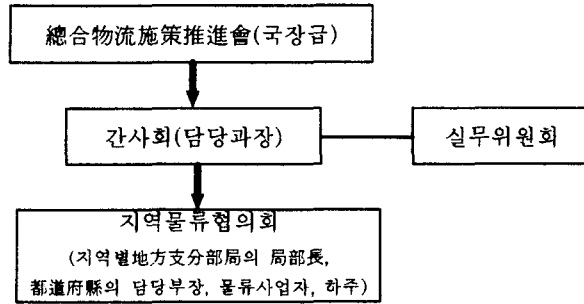 總合物流施策推進會(국장급)
간사회(담당과장)
실무위원회
지역물류협의회
(지역별地方支分部局의 局部長,
都道府縣의 담당부장, 물류사업자, 하주)